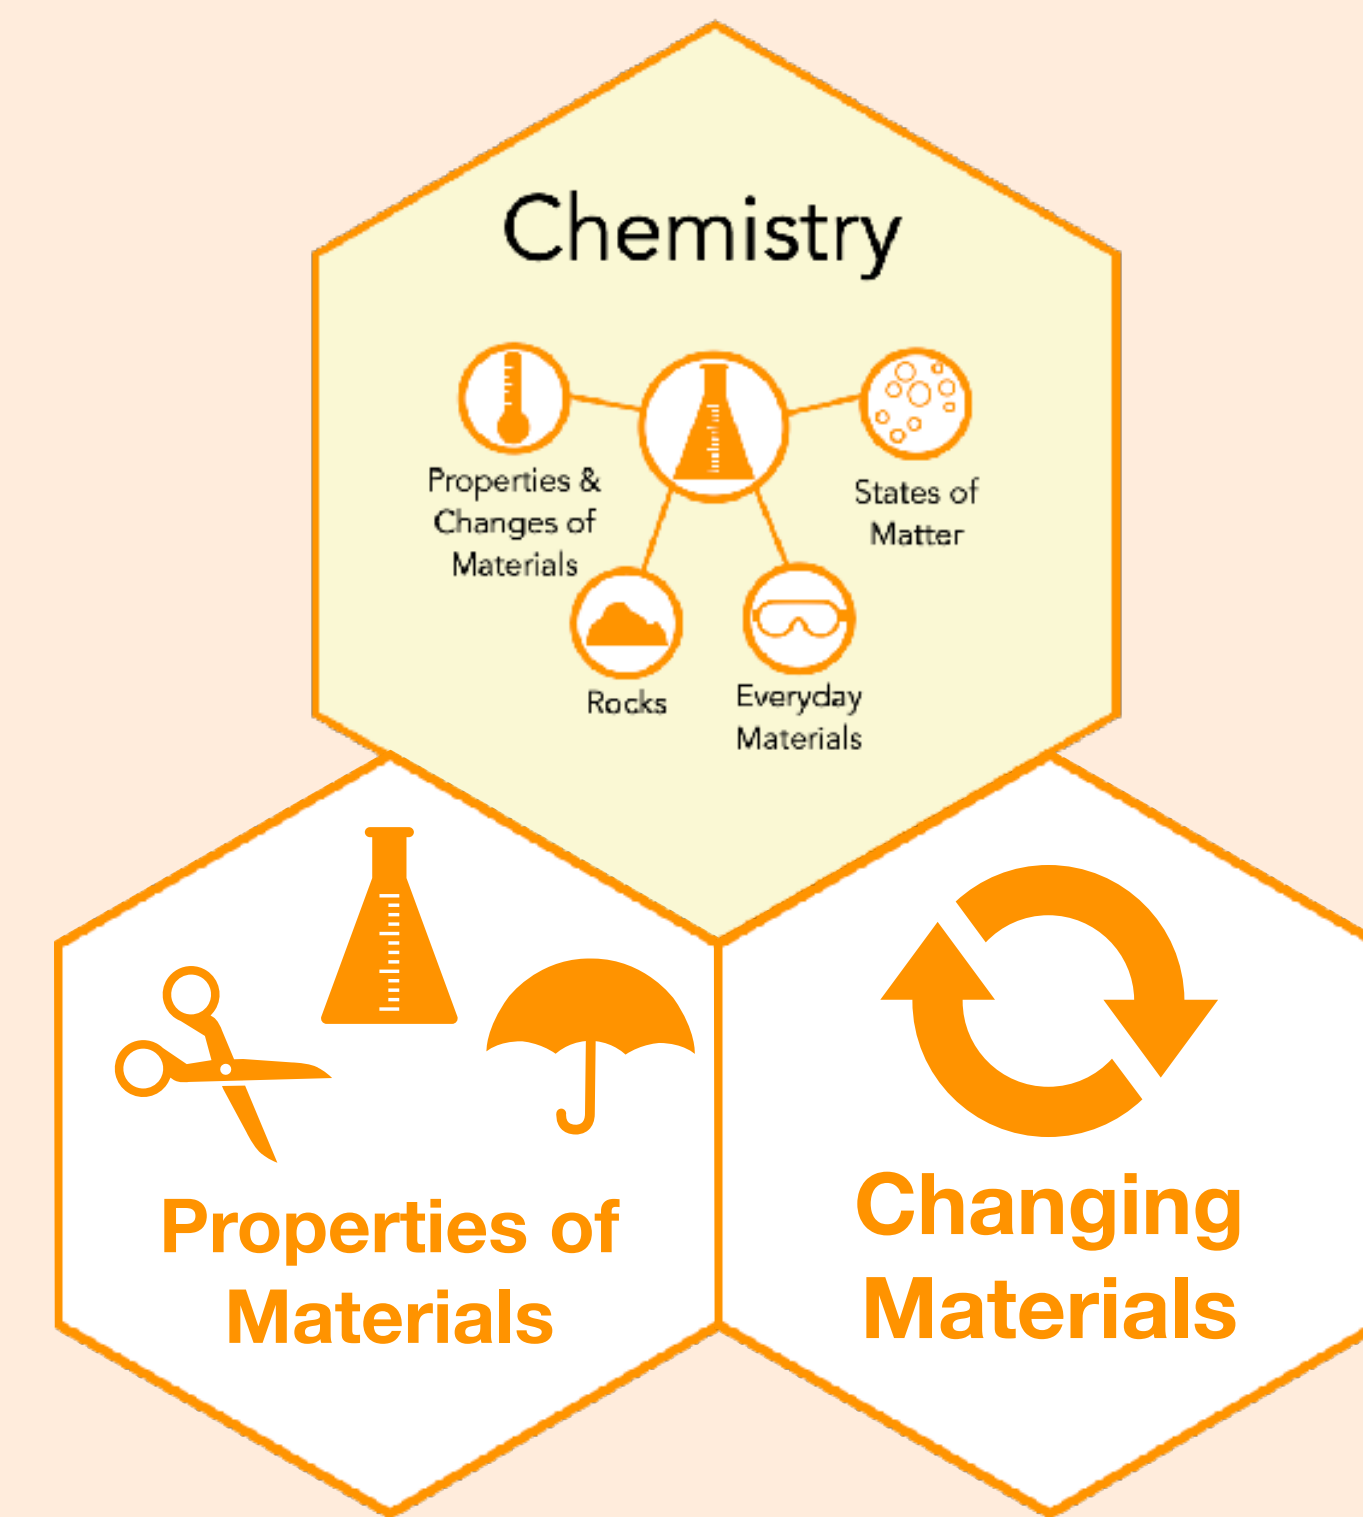 Chemistry
Properties &
Changes of
Materials
States of
Matter
Rocks
Everyday
Materials
Properties of
Materials
Changing
Materials